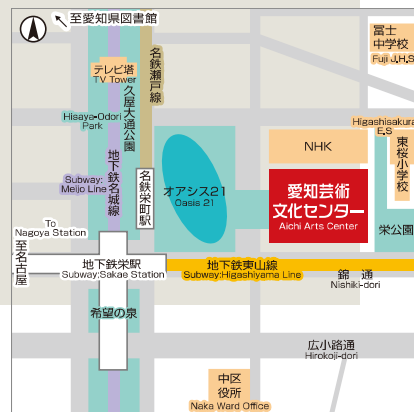 至愛知県図書館
テレビ塔
TV Tower
名鉄瀬戸線
久屋大通公園
Hisaya-Odori
Park
地下鉄名城線
Subway:
Meijo Line
名鉄栄町駅
オアシス21
Oasis 21
富士
中学校
Fuji J,H,S
Higashisakura
E,S
東桜小学校
NHK
愛知芸術
文化センター
Aichi Arts Center
栄公園
To
Nagoya Station
至名古屋
地下鉄栄駅
Subway:Sakae Station
地下鉄東山線
Subway:Higashiyama Line
錦 通
Nishiki-dori
希望の泉
広小路通
Hirokoji-dori
中区
役所
Naka Ward Office